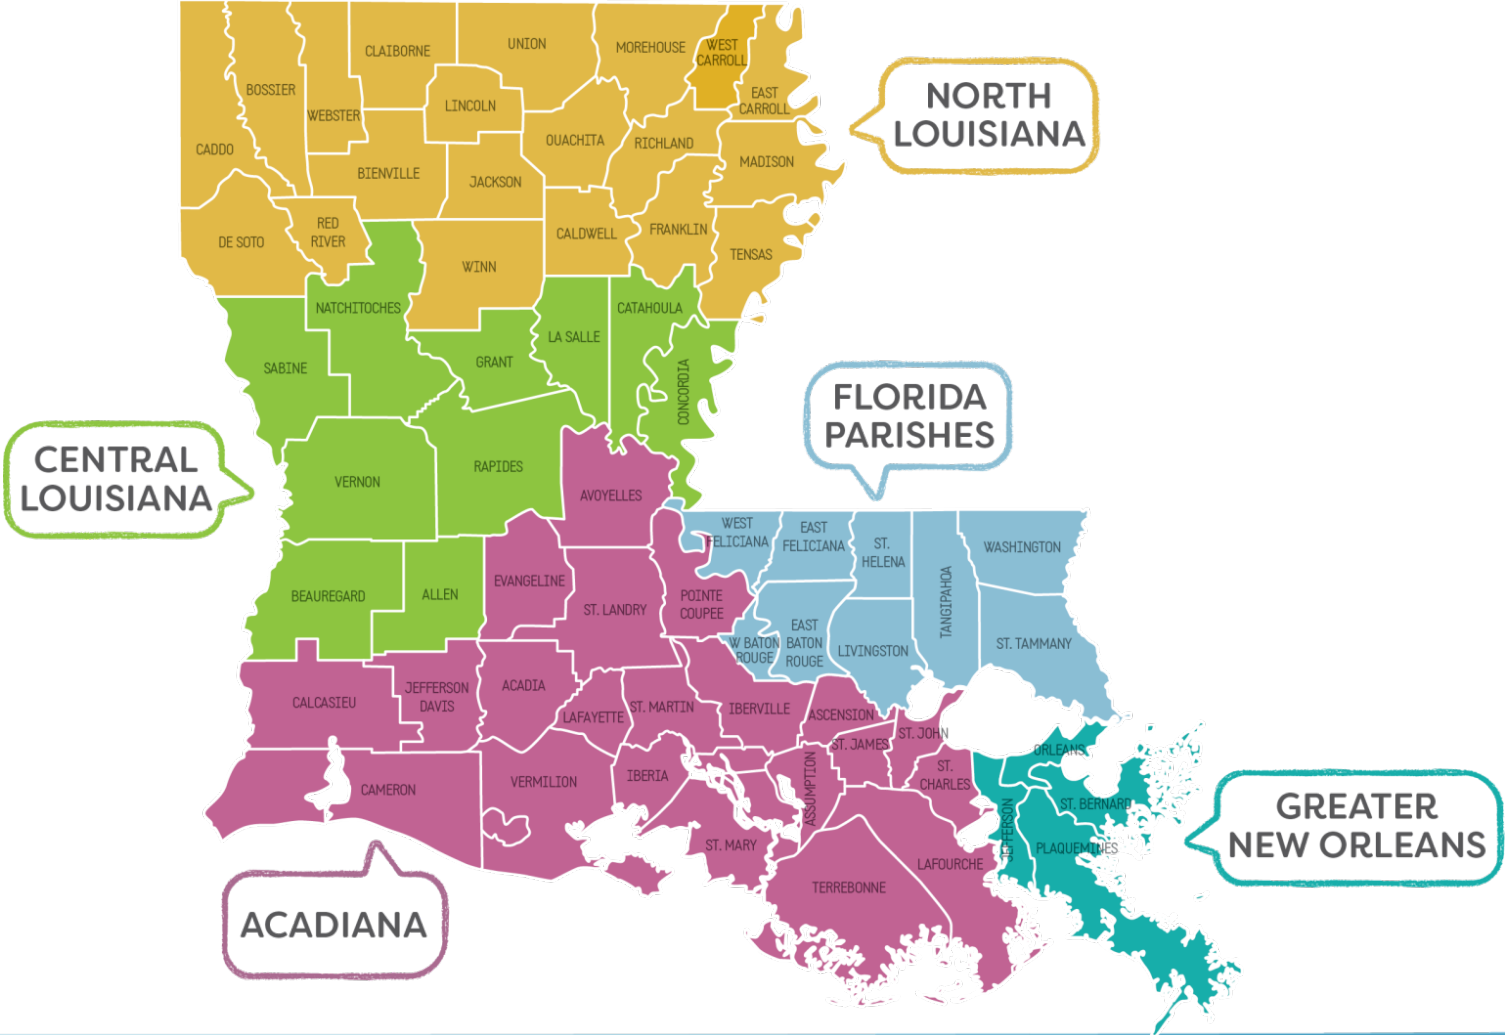 CLAIBORNE
UNION
MOREHOUSE
WEST
CARROLL
BOSSIER
WEBSTER
LINCOLN
EAST
CARROLL
NORTH
LOUISIANA
CADDO
OUACHITA
RICHLAND
MADISON
BIENVILLE
JACKSON
DE SOTO
RED
RIVER
CALDWELL
FRANKLIN
TENSAS
WINN
NATCHITOCHES
CATAHOULA
LA SALLE
SABINE
GRANT
CONCORDIA
FLORIDA
PARISHES
CENTRAL
LOUISIANA
VERNON
RAPIDES
AVOYELLES
WEST
FELICIANA
EAST
FELICIANA
ST.
HELENA
TANGIPAHOA
WASHINGTON
BEAUREGARD
ALLEN
EVANGELINE
ST. LANDRY
POINTE
COUPEE
W BATON
ROUGE
EAST
BATON
ROUGE
LIVINGSTON
ST. TAMMANY
CALCASIEU
JEFFERSON
DAVIS
ACADIA
LAFAYETTE
ST. MARTIN
IBERVILLE
ASCENSION
ST. JAMES
ST. JOHN
ST.
CHARLES
ORLEANS
CAMERON
VERMILION
IBERIA
ASSUMPTION
JEFFERSON
ST. BERNARD
PLAQUEMINES
GREATER
NEW ORLEANS
ST. MARY
TERREBONNE
LAFOURCHE
ACADIANA